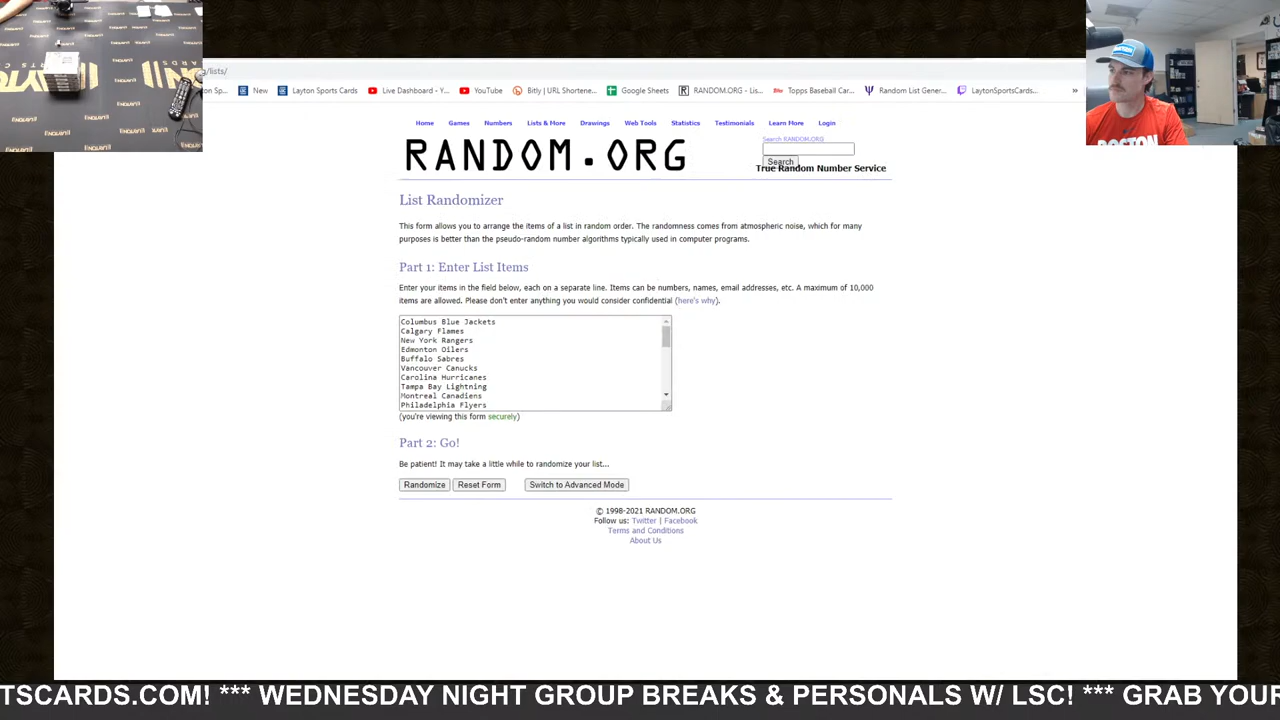 g/lists/
ton Sp... New Layton Sports Cards Live Dashboard - Y... YouTube Bitly | URL Shortene... Google Sheets RANDOM.ORG - Lis... Topps Baseball Car... Random List Gener... LaytonSportsCards... »
Home Games Numbers Lists & More Drawings Web Tools Statistics Testimonials Learn More Login
Search RANDOM.ORG
RANDOM.ORG
Search
True Random Number Service
List Randomizer
This form allows you to arrange the items of a list in random order. The randomness comes from atmospheric noise, which for many
purposes is better than the pseudo-random number algorithms typically used in computer programs.
Part 1: Enter List Items
Enter your items in the field below, each on a separate line. Items can be numbers, names, email addresses, etc. A maximum of 10,000
items are allowed. Please don't enter anything you would consider confidential (here's why).
Columbus Blue Jackets
Calgary Flames
New York Rangers
Edmonton Oilers
Buffalo Sabres
Vancouver Canucks
Carolina Hurricanes
Tampa Bay Lightning
Montreal Canadiens
Philadelphia Flyers
(you're viewing this form securely)
Part 2: Go!
Be patient! It may take a little while to randomize your list...
Randomize Reset Form Switch to Advanced Mode
© 1998-2021 RANDOM.ORG
Follow us: Twitter | Facebook
Terms and Conditions
About Us
BOSTON
TSCARDS.COM! *** WEDNESDAY NIGHT GROUP BREAKS & PERSONALS W/ LSC! *** GRAB YOUR